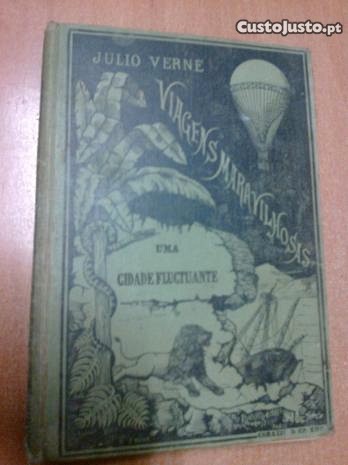 CustoJusto.pt
JULIO VERNE
VIAGENS MARAVILHOSAS
UMA
CIDADE FLUCTUANTE